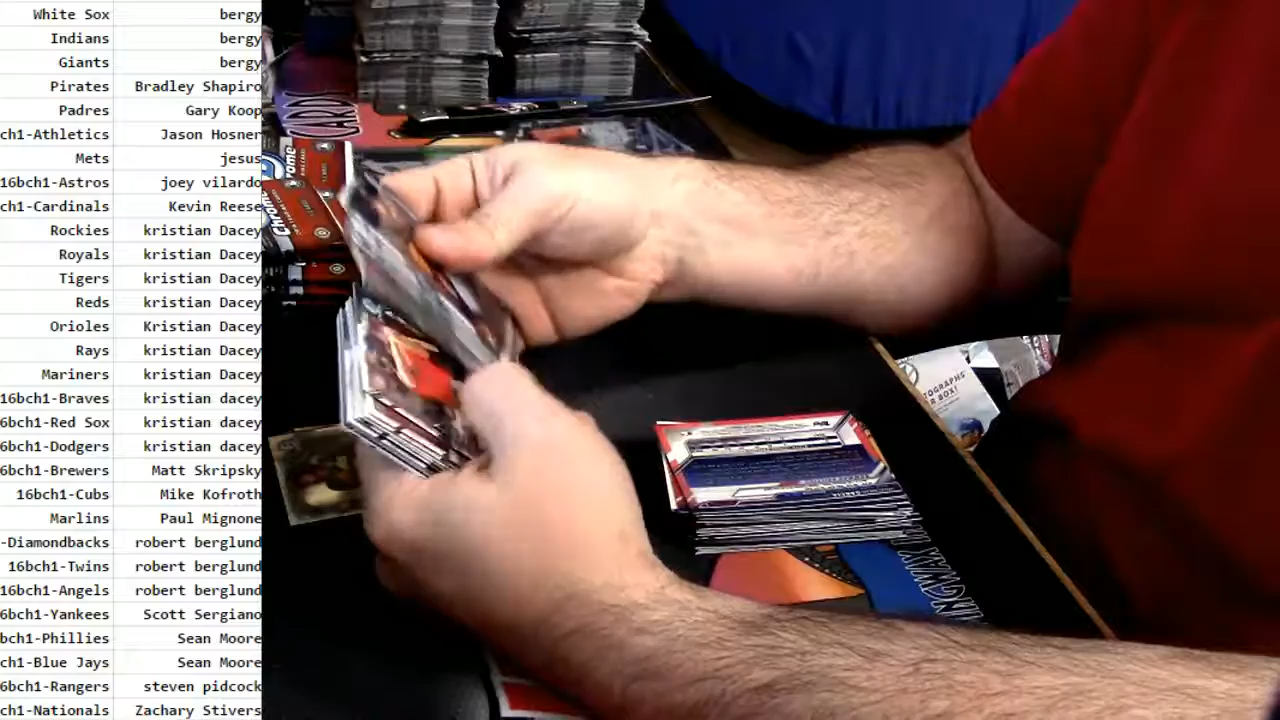 White Sox bergy
Indians bergy
Giants bergy
Pirates Bradley Shapiro
Padres Gary Koop
ch1-Athletics Jason Hosner
Mets jesus
16bch1-Astros joey vilardo
ch1-Cardinals Kevin Reese
Rockies kristian Dacey
Royals kristian Dacey
Tigers kristian Dacey
Reds kristian Dacey
Orioles Kristian Dacey
Rays kristian Dacey
Mariners kristian Dacey
16bch1-Braves kristian dacey
6bch1-Red Sox kristian dacey
6bch1-Dodgers kristian dacey
6bch1-Brewers Matt Skripsky
16bch1-Cubs Mike Kofroth
Marlins Paul Mignone
-Diamondbacks robert berglund
16bch1-Twins robert berglund
16bch1-Angels robert berglund
6bch1-Yankees Scott Sergiano
bch1-Phillies Sean Moore
ch1-Blue Jays Sean Moore
6bch1-Rangers steven pidcock
ch1-Nationals Zachary Stivers
CARDS
TOGRAPHS
R BOX!